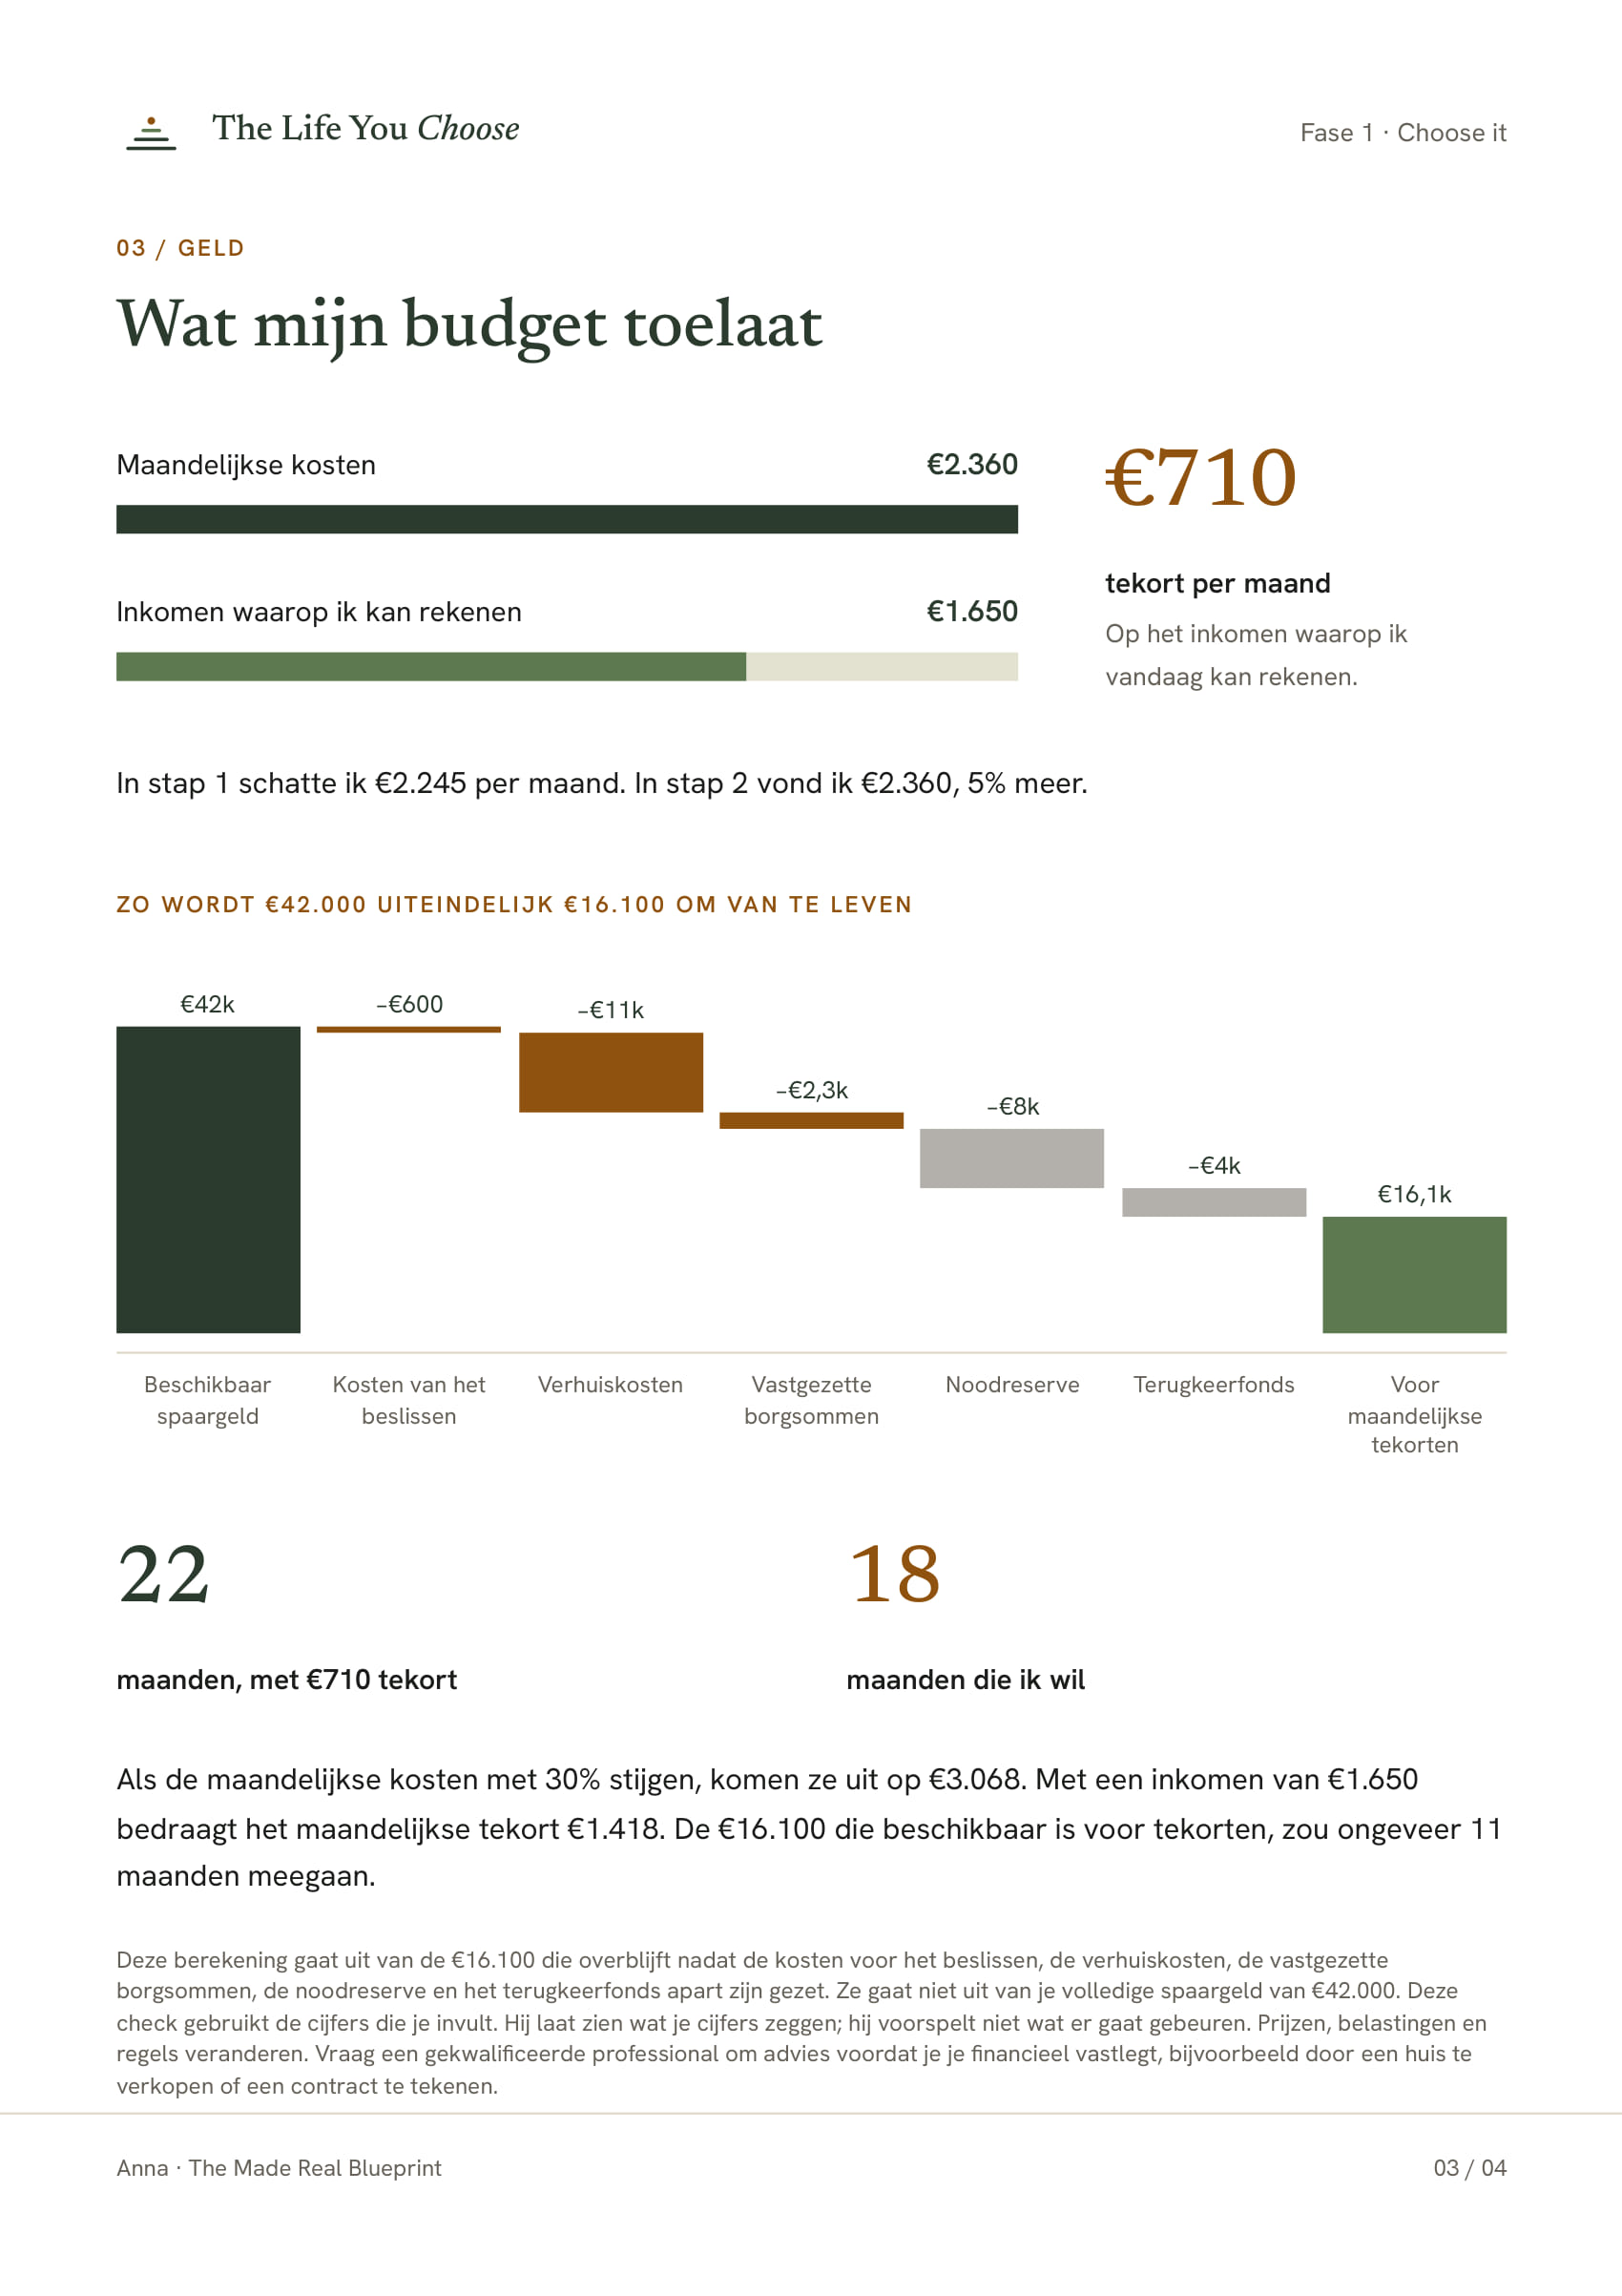 The Life You Choose
Fase 1 · Choose it
03 / GELD
Wat mijn budget toelaat
Maandelijkse kosten €2.360
€710
tekort per maand
Inkomen waarop ik kan rekenen €1.650
Op het inkomen waarop ik
vandaag kan rekenen.
In stap 1 schatte ik €2.245 per maand. In stap 2 vond ik €2.360, 5% meer.
ZO WORDT €42.000 UITEINDELIJK €16.100 OM VAN TE LEVEN
€42k
–€600
–€11k
–€2,3k
–€8k
–€4k
€16,1k
Beschikbaar
spaargeld
Kosten van het
beslissen
Verhuiskosten
Vastgezette
borgsommen
Noodreserve
Terugkeerfonds
Voor
maandelijkse
tekorten
22
maanden, met €710 tekort
18
maanden die ik wil
Als de maandelijkse kosten met 30% stijgen, komen ze uit op €3.068. Met een inkomen van €1.650
bedraagt het maandelijkse tekort €1.418. De €16.100 die beschikbaar is voor tekorten, zou ongeveer 11
maanden meegaan.
Deze berekening gaat uit van de €16.100 die overblijft nadat de kosten voor het beslissen, de verhuiskosten, de vastgezette
borgsommen, de noodreserve en het terugkeerfonds apart zijn gezet. Ze gaat niet uit van je volledige spaargeld van €42.000. Deze
check gebruikt de cijfers die je invult. Hij laat zien wat je cijfers zeggen; hij voorspelt niet wat er gaat gebeuren. Prijzen, belastingen en
regels veranderen. Vraag een gekwalificeerde professional om advies voordat je je financieel vastlegt, bijvoorbeeld door een huis te
verkopen of een contract te tekenen.
Anna · The Made Real Blueprint
03 / 04